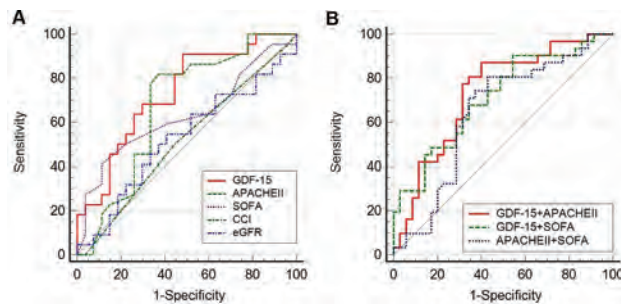 A
100
80
60
40
20
0
Sensitivity
0 20 40 60 80 100
1-Specificity
GDF-15
APACHEII
SOFA
CCI
eGFR
B
100
80
60
40
20
0
Sensitivity
0 20 40 60 80 100
1-Specificity
GDF-15+APACHEII
GDF-15+SOFA
APACHEII+SOFA